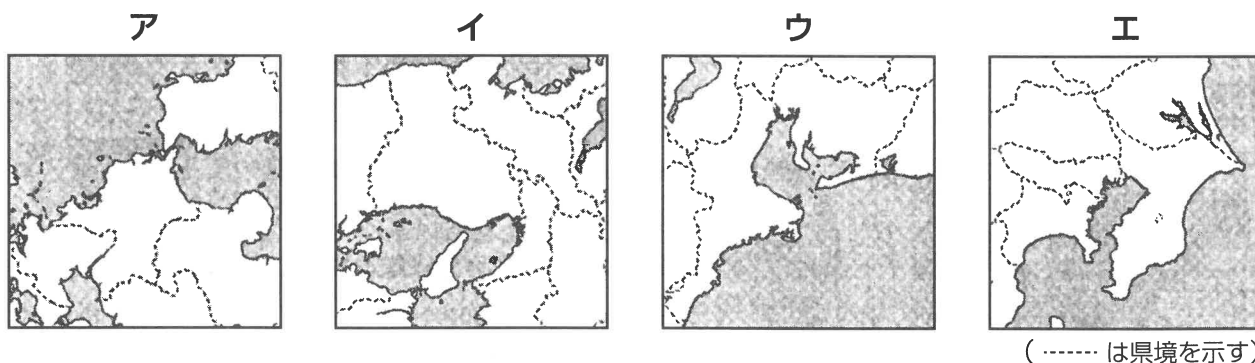 ア イ ウ エ
( ------ は県境を示す)